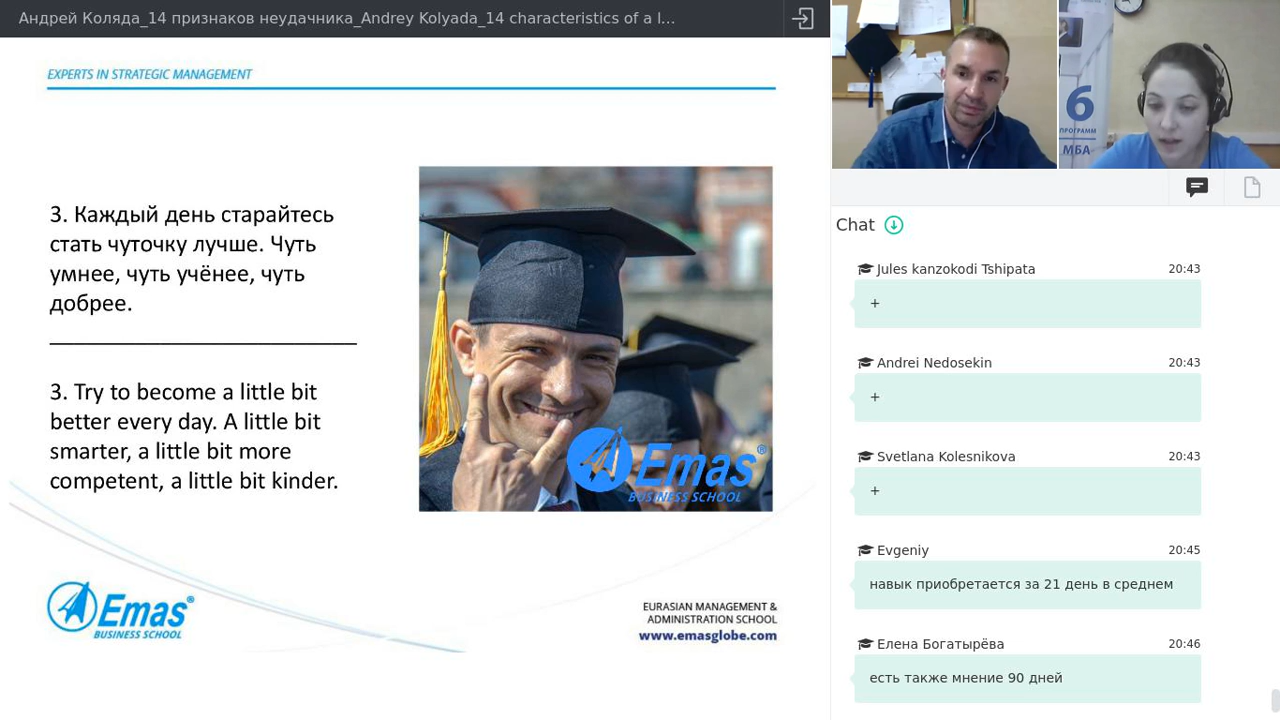 Андрей Коляда_14 признаков неудачника_Andrey Kolyada_14 characteristics of a l...
EXPERTS IN STRATEGIC MANAGEMENT
3. Каждый день старайтесь
стать чуточку лучше. Чуть
умнее, чуть учёнее, чуть
добрее.
3. Try to become a little bit
better every day. A little bit
smarter, a little bit more
competent, a little bit kinder.
Emas®
BUSINESS SCHOOL
Emas®
BUSINESS SCHOOL
EURASIAN MANAGEMENT &
ADMINISTRATION SCHOOL
www.emasglobe.com
6
ПРОГРАММ
МБА
Chat
Jules kanzokodi Tshipata 20:43
+
Andrei Nedosekin 20:43
+
Svetlana Kolesnikova 20:43
+
Evgeniy 20:45
навык приобретается за 21 день в среднем
Елена Богатырёва 20:46
есть также мнение 90 дней